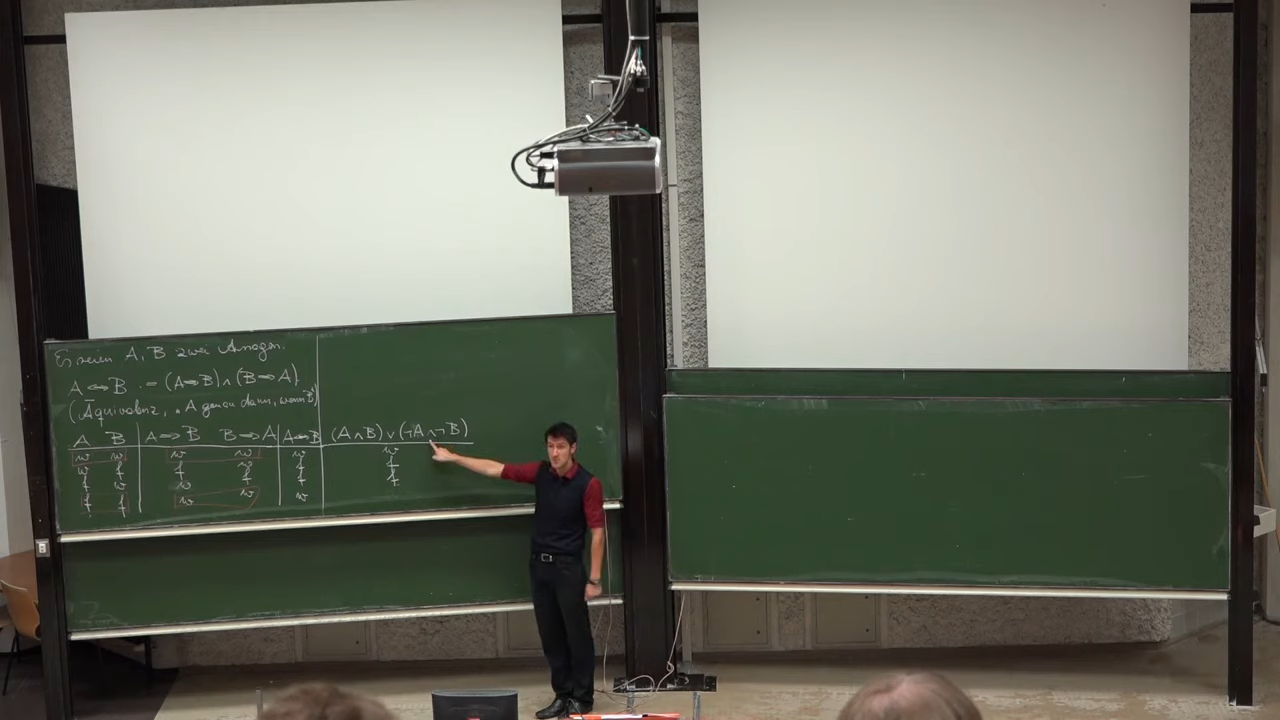 Es seien A, B zwei Aussagen.
A ⇔ B := (A ⇒ B) ∧ (B ⇒ A)
(Äquivalenz, „A genau dann, wenn B“)
A B A ⇒ B B ⇒ A A ⇔ B (A ∧ B) ∨ (¬A ∧ ¬B)
w w w w w w
w f f w f f
f w w f f
f f w w w